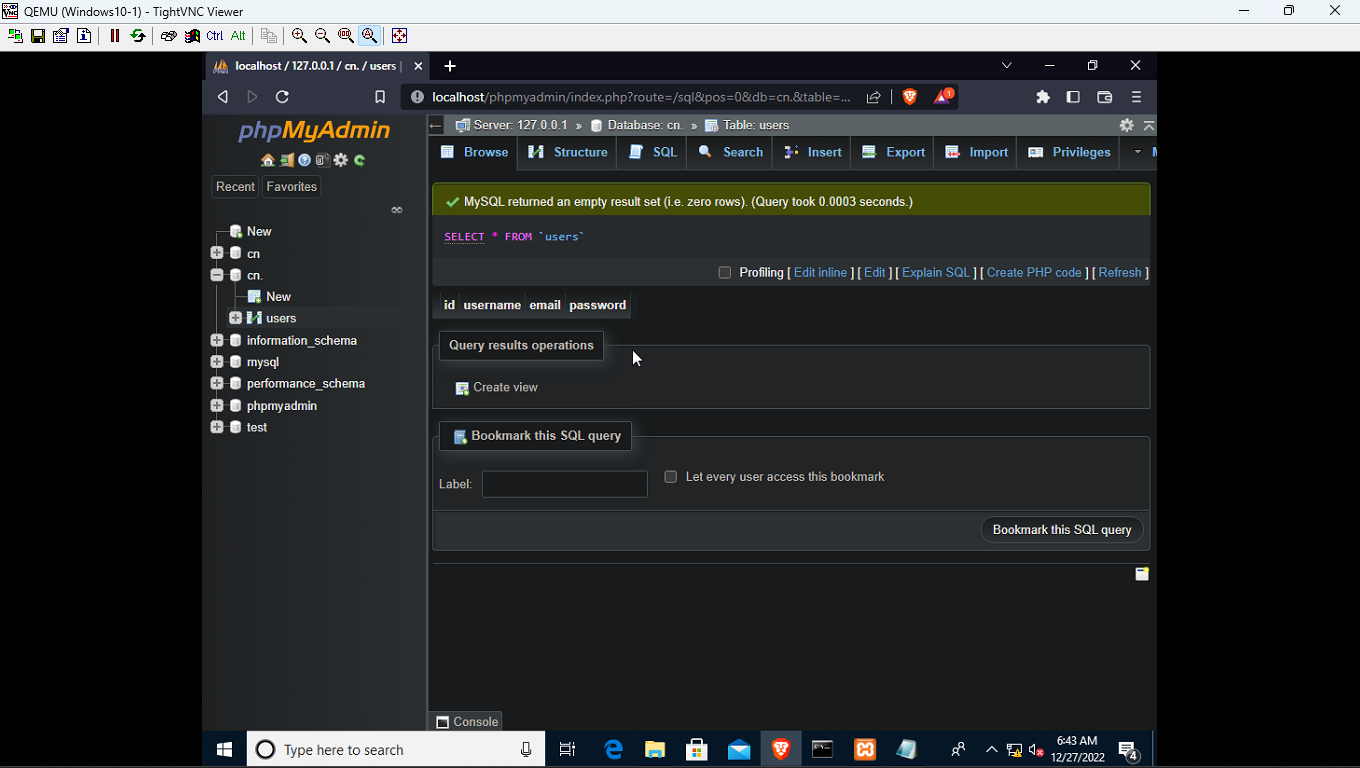 QEMU (Windows10-1) - TightVNC Viewer
Ctrl Alt
localhost / 127.0.0.1 / cn. / users |
localhost/phpmyadmin/index.php?route=/sql&pos=0&db=cn.&table=...
1
phpMyAdmin
Recent Favorites
New
cn
cn.
New
users
information_schema
mysql
performance_schema
phpmyadmin
test
Server: 127.0.0.1 » Database: cn. » Table: users
Browse Structure SQL Search Insert Export Import Privileges
MySQL returned an empty result set (i.e. zero rows). (Query took 0.0003 seconds.)
SELECT * FROM `users`
Profiling [ Edit inline ] [ Edit ] [ Explain SQL ] [ Create PHP code ] [ Refresh ]
id username email password
Query results operations
Create view
Bookmark this SQL query
Label: Let every user access this bookmark
Bookmark this SQL query
Console
Type here to search
6:43 AM
12/27/2022
4